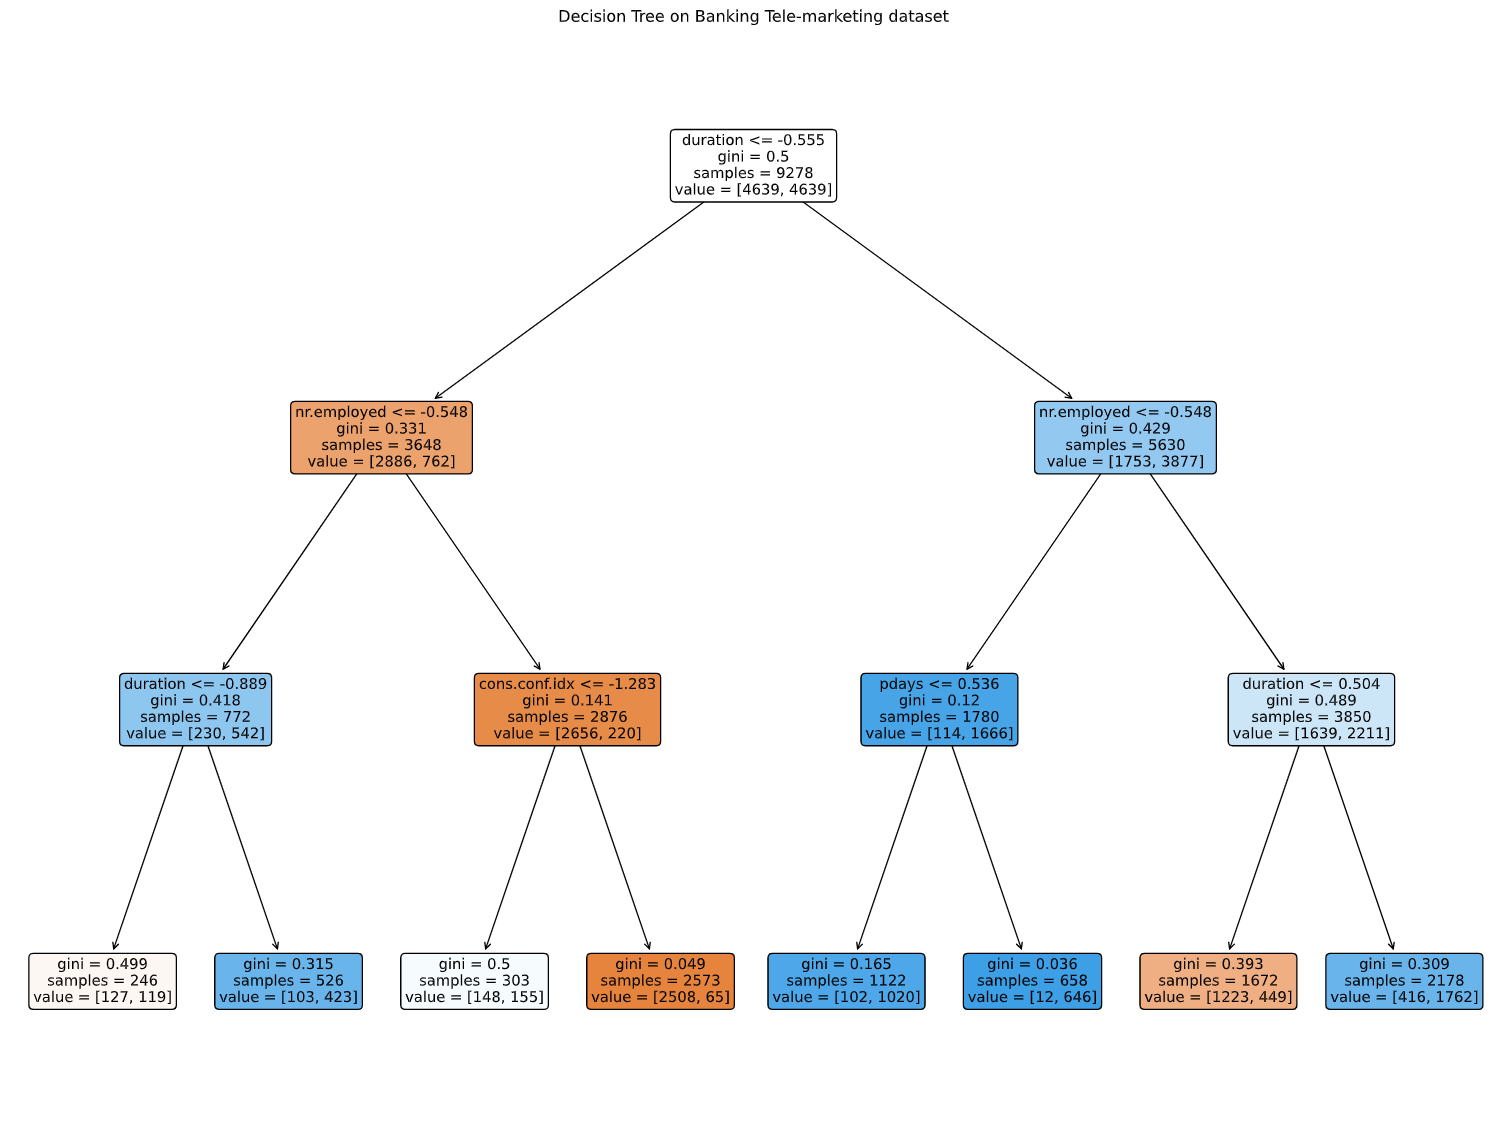 Decision Tree on Banking Tele-marketing dataset
duration <= -0.555
gini = 0.5
samples = 9278
value = [4639, 4639]
nr.employed <= -0.548
gini = 0.331
samples = 3648
value = [2886, 762]
nr.employed <= -0.548
gini = 0.429
samples = 5630
value = [1753, 3877]
duration <= -0.889
gini = 0.418
samples = 772
value = [230, 542]
cons.conf.idx <= -1.283
gini = 0.141
samples = 2876
value = [2656, 220]
pdays <= 0.536
gini = 0.12
samples = 1780
value = [114, 1666]
duration <= 0.504
gini = 0.489
samples = 3850
value = [1639, 2211]
gini = 0.499
samples = 246
value = [127, 119]
gini = 0.315
samples = 526
value = [103, 423]
gini = 0.5
samples = 303
value = [148, 155]
gini = 0.049
samples = 2573
value = [2508, 65]
gini = 0.165
samples = 1122
value = [102, 1020]
gini = 0.036
samples = 658
value = [12, 646]
gini = 0.393
samples = 1672
value = [1223, 449]
gini = 0.309
samples = 2178
value = [416, 1762]